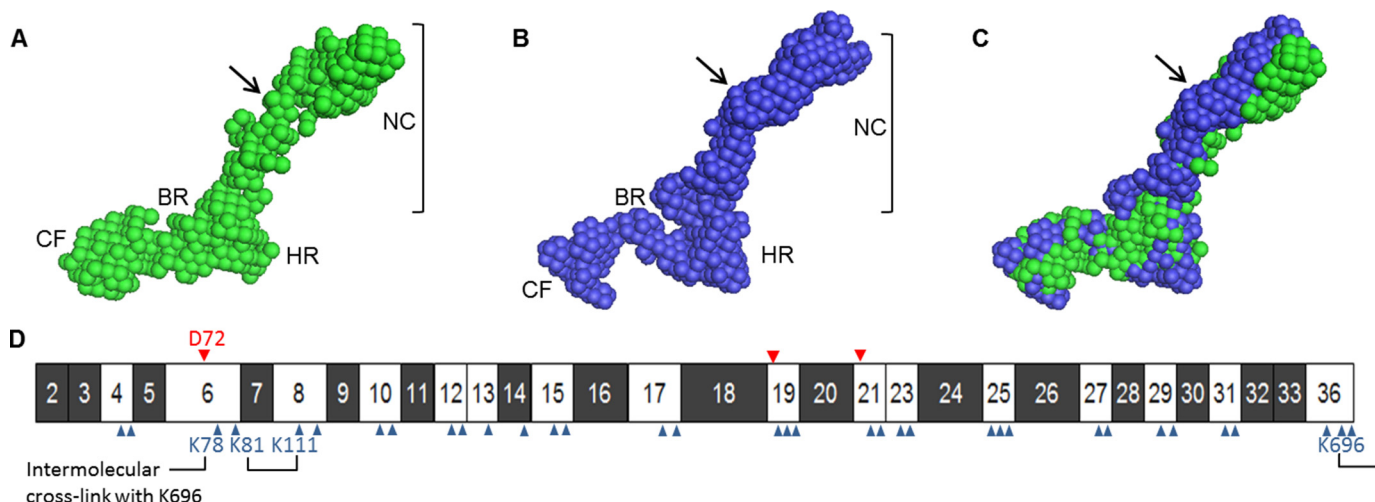 A
B
C
NC
NC
BR
BR
CF
HR
HR
CF
D
D72
2 3 4 5 6 7 8 9 10 11 12 13 14 15 16 17 18 19 20 21 23 24 25 26 27 28 29 30 31 32 33 36
K78 K81 K111 K696
Intermolecular
cross-link with K696